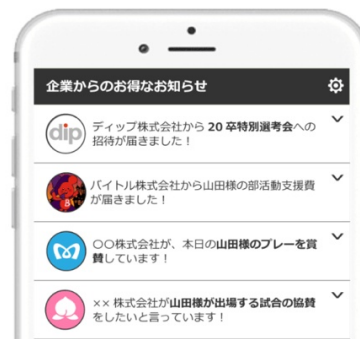 企業からのお得なお知らせ
dip
ディップ株式会社から 20 卒特別選考会への
招待が届きました！
バイトル株式会社から山田様の部活動支援費
が届きました！
〇〇株式会社が、本日の山田様のプレーを賞
賛しています！
×× 株式会社が山田様が出場する試合の協賛
をしたいと言っています！